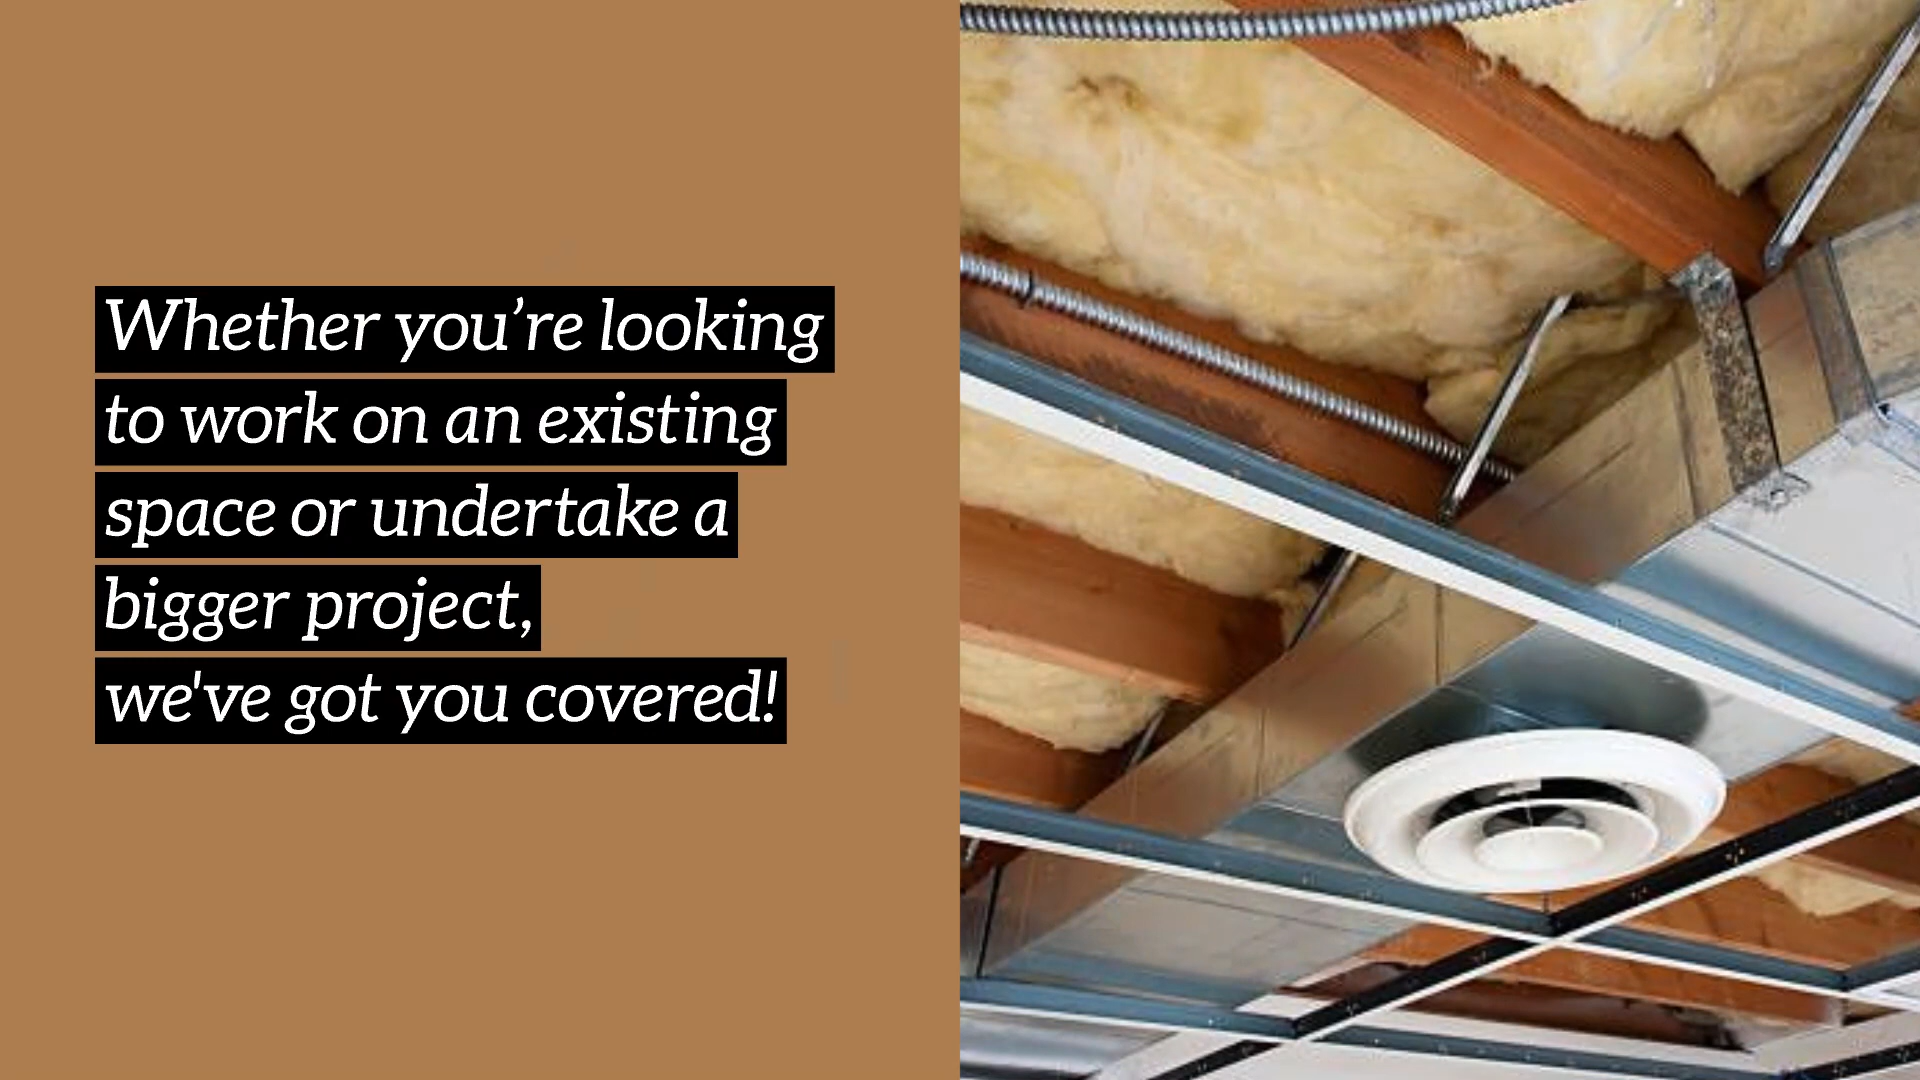 Whether you’re looking
to work on an existing
space or undertake a
bigger project,
we've got you covered!